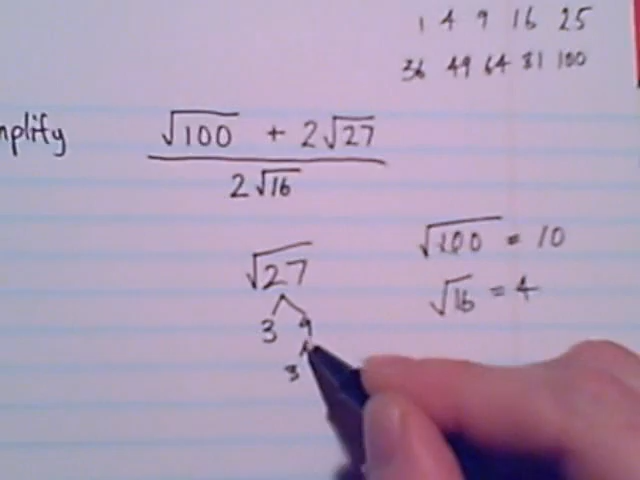 1 4 9 16 25
36 49 64 81 100
mplify √100 + 2√27
2√16
√27
√100 = 10
√16 = 4
3 9
3